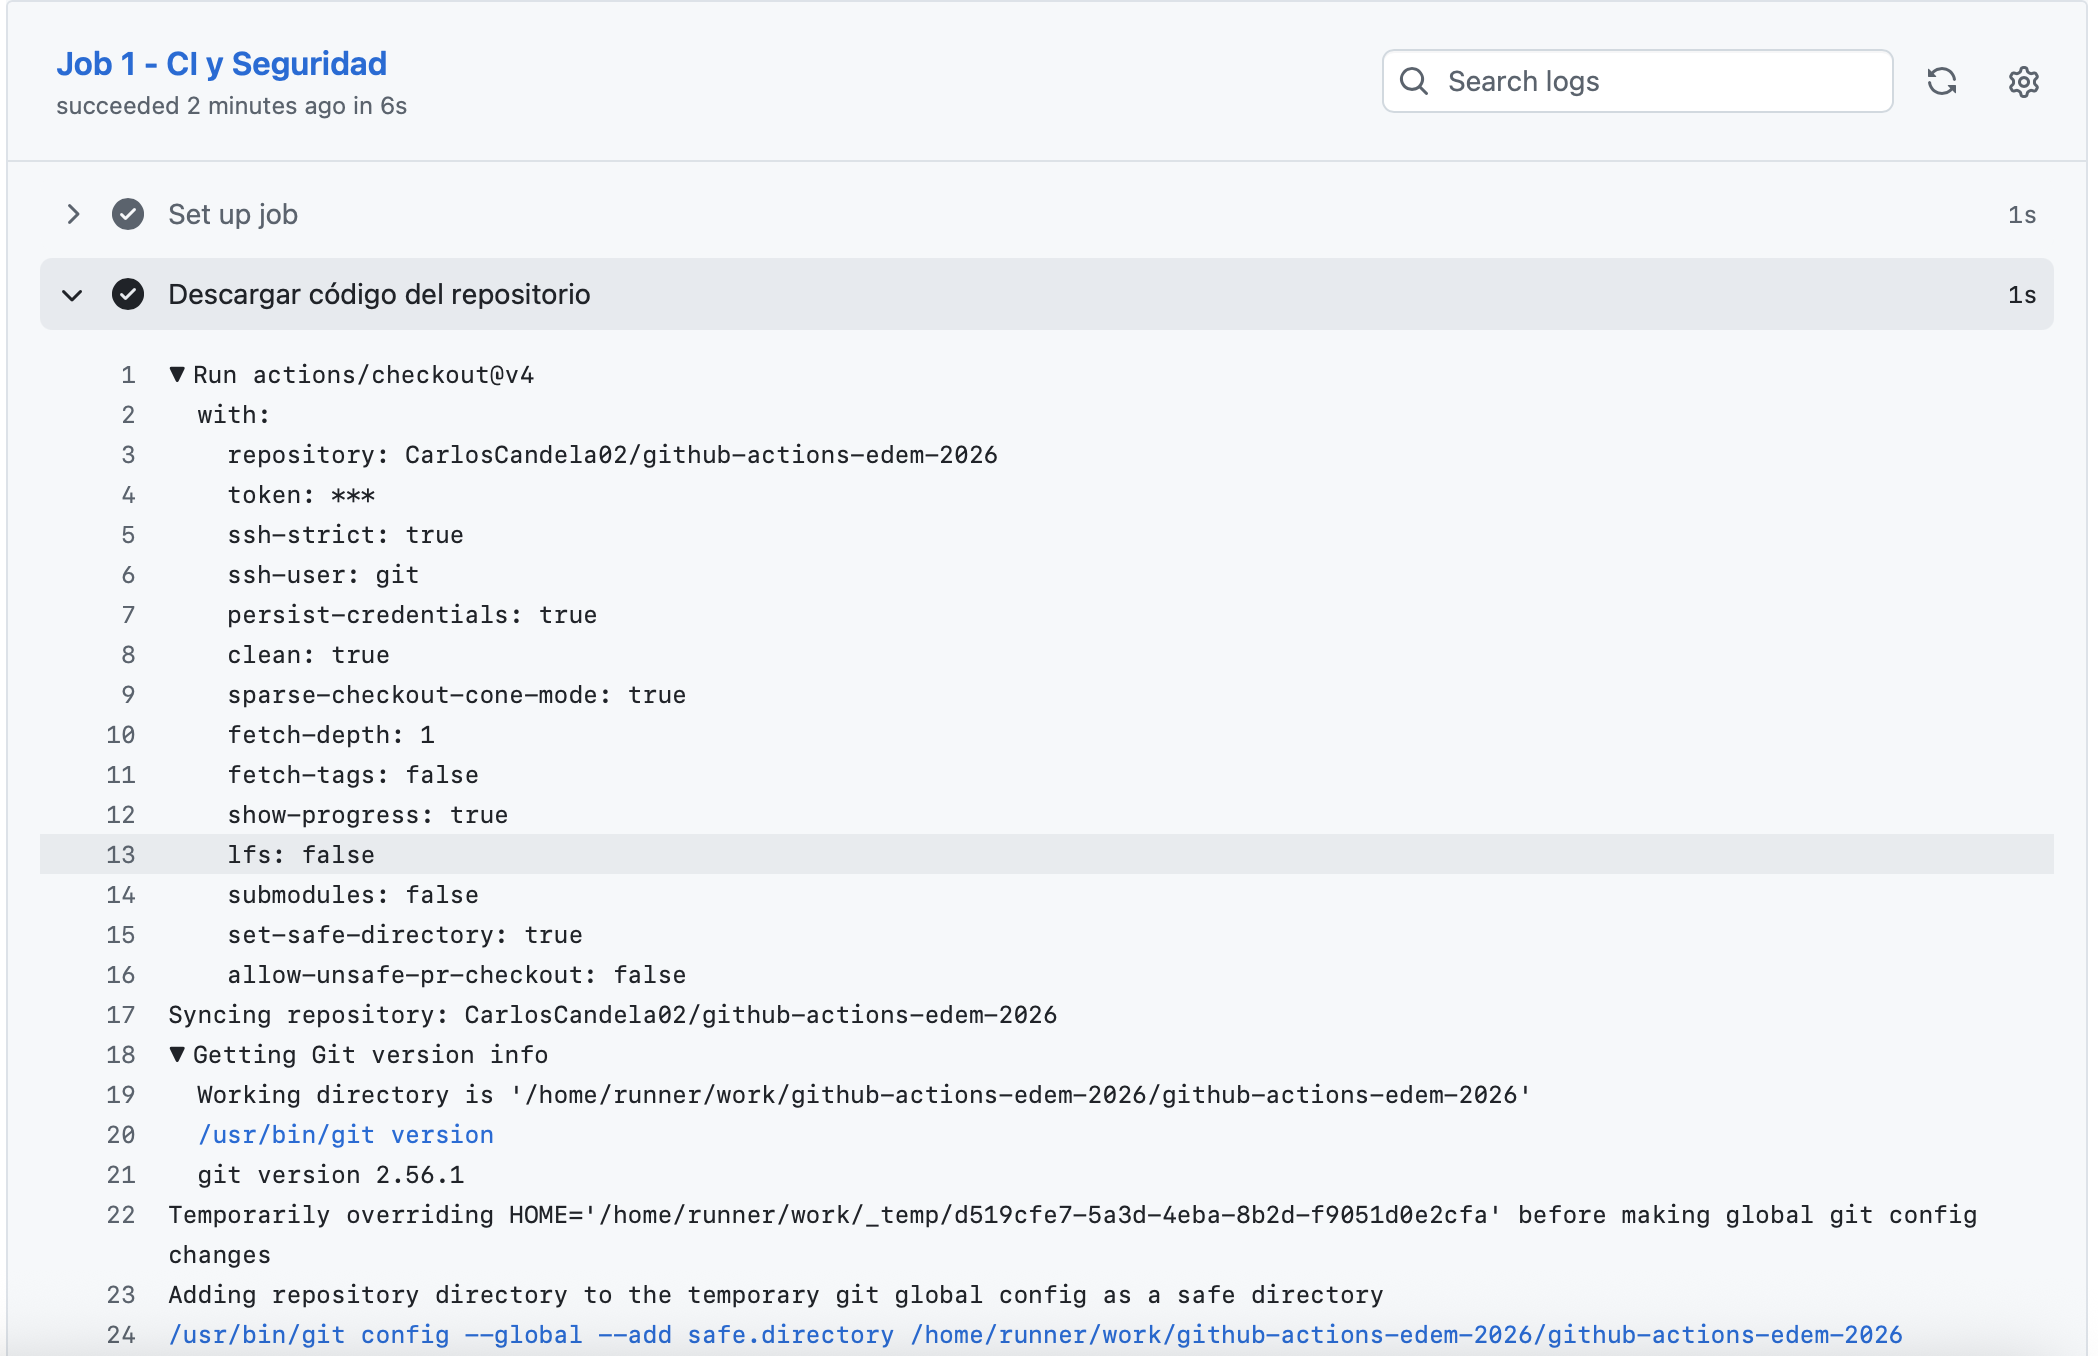 Job 1 - CI y Seguridad
succeeded 2 minutes ago in 6s
Search logs
Set up job 1s
Descargar código del repositorio 1s
1 ▼ Run actions/checkout@v4
2 with:
3 repository: CarlosCandela02/github-actions-edem-2026
4 token: ***
5 ssh-strict: true
6 ssh-user: git
7 persist-credentials: true
8 clean: true
9 sparse-checkout-cone-mode: true
10 fetch-depth: 1
11 fetch-tags: false
12 show-progress: true
13 lfs: false
14 submodules: false
15 set-safe-directory: true
16 allow-unsafe-pr-checkout: false
17 Syncing repository: CarlosCandela02/github-actions-edem-2026
18 ▼ Getting Git version info
19 Working directory is '/home/runner/work/github-actions-edem-2026/github-actions-edem-2026'
20 /usr/bin/git version
21 git version 2.56.1
22 Temporarily overriding HOME='/home/runner/work/_temp/d519cfe7-5a3d-4eba-8b2d-f9051d0e2cfa' before making global git config
changes
23 Adding repository directory to the temporary git global config as a safe directory
24 /usr/bin/git config --global --add safe.directory /home/runner/work/github-actions-edem-2026/github-actions-edem-2026